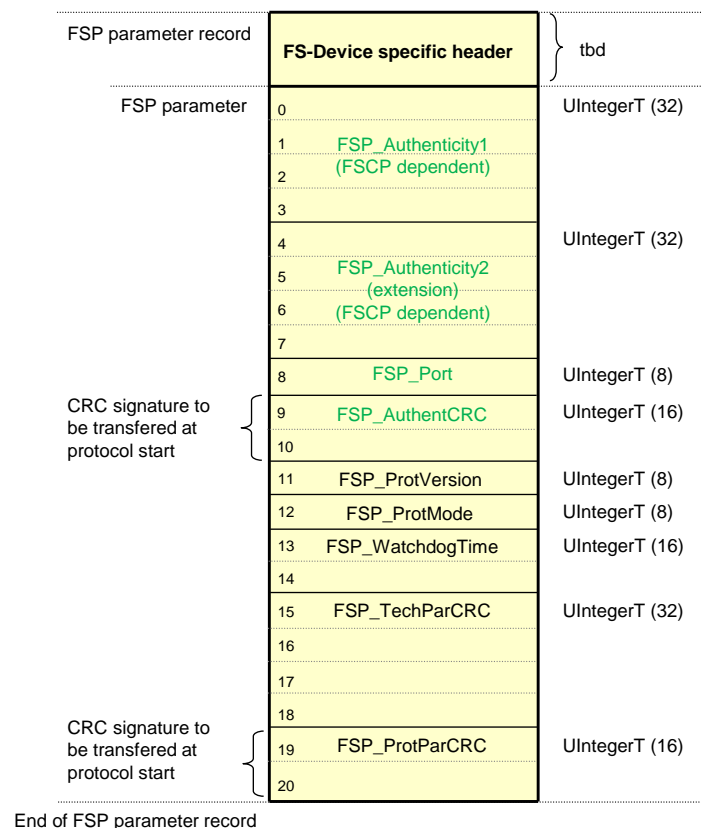 FSP parameter record
FS-Device specific header
tbd
FSP parameter
0
UIntegerT (32)
1
FSP_Authenticity1
(FSCP dependent)
2
3
4
UIntegerT (32)
5
FSP_Authenticity2
(extension)
6
(FSCP dependent)
7
8
FSP_Port
UIntegerT (8)
CRC signature to
be transfered at
protocol start
9
FSP_AuthentCRC
UIntegerT (16)
10
11
FSP_ProtVersion
UIntegerT (8)
12
FSP_ProtMode
UIntegerT (8)
13
FSP_WatchdogTime
UIntegerT (16)
14
15
FSP_TechParCRC
UIntegerT (32)
16
17
18
CRC signature to
be transfered at
protocol start
19
FSP_ProtParCRC
UIntegerT (16)
20
End of FSP parameter record